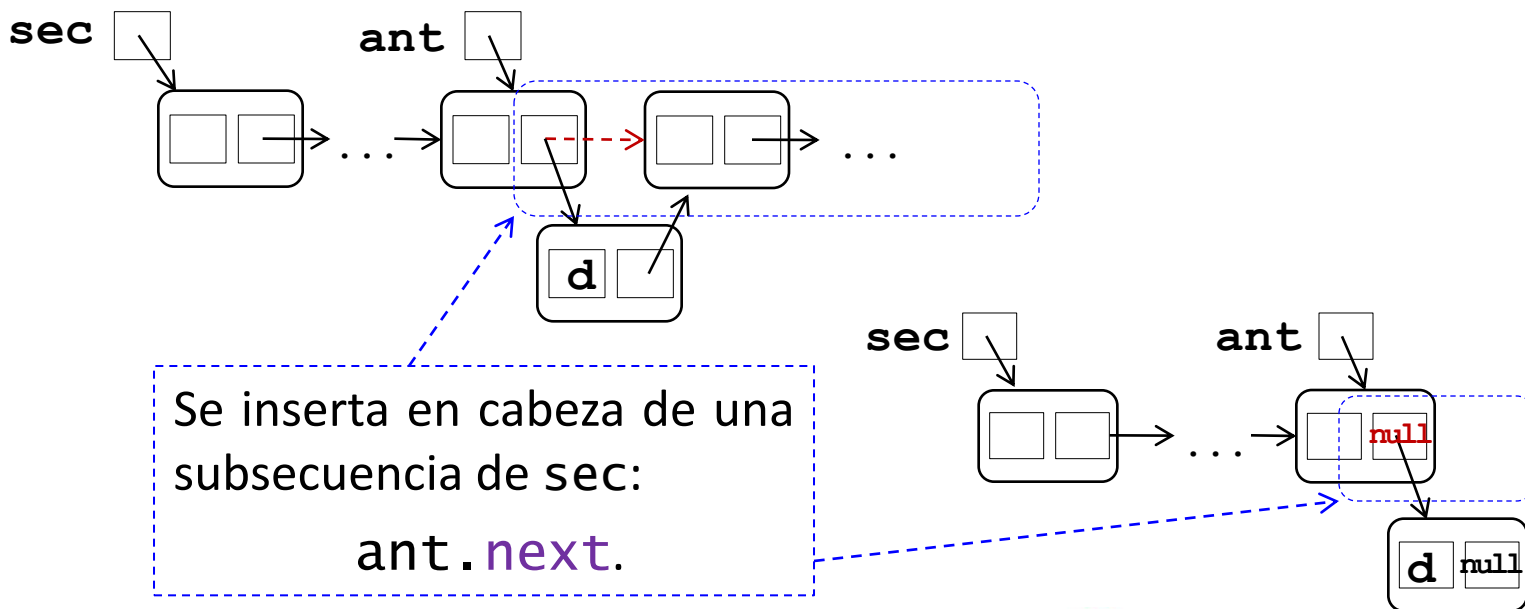 sec ant
... ...
d
sec ant
Se inserta en cabeza de una
subsecuencia de sec:
ant.next.
null
...
d null